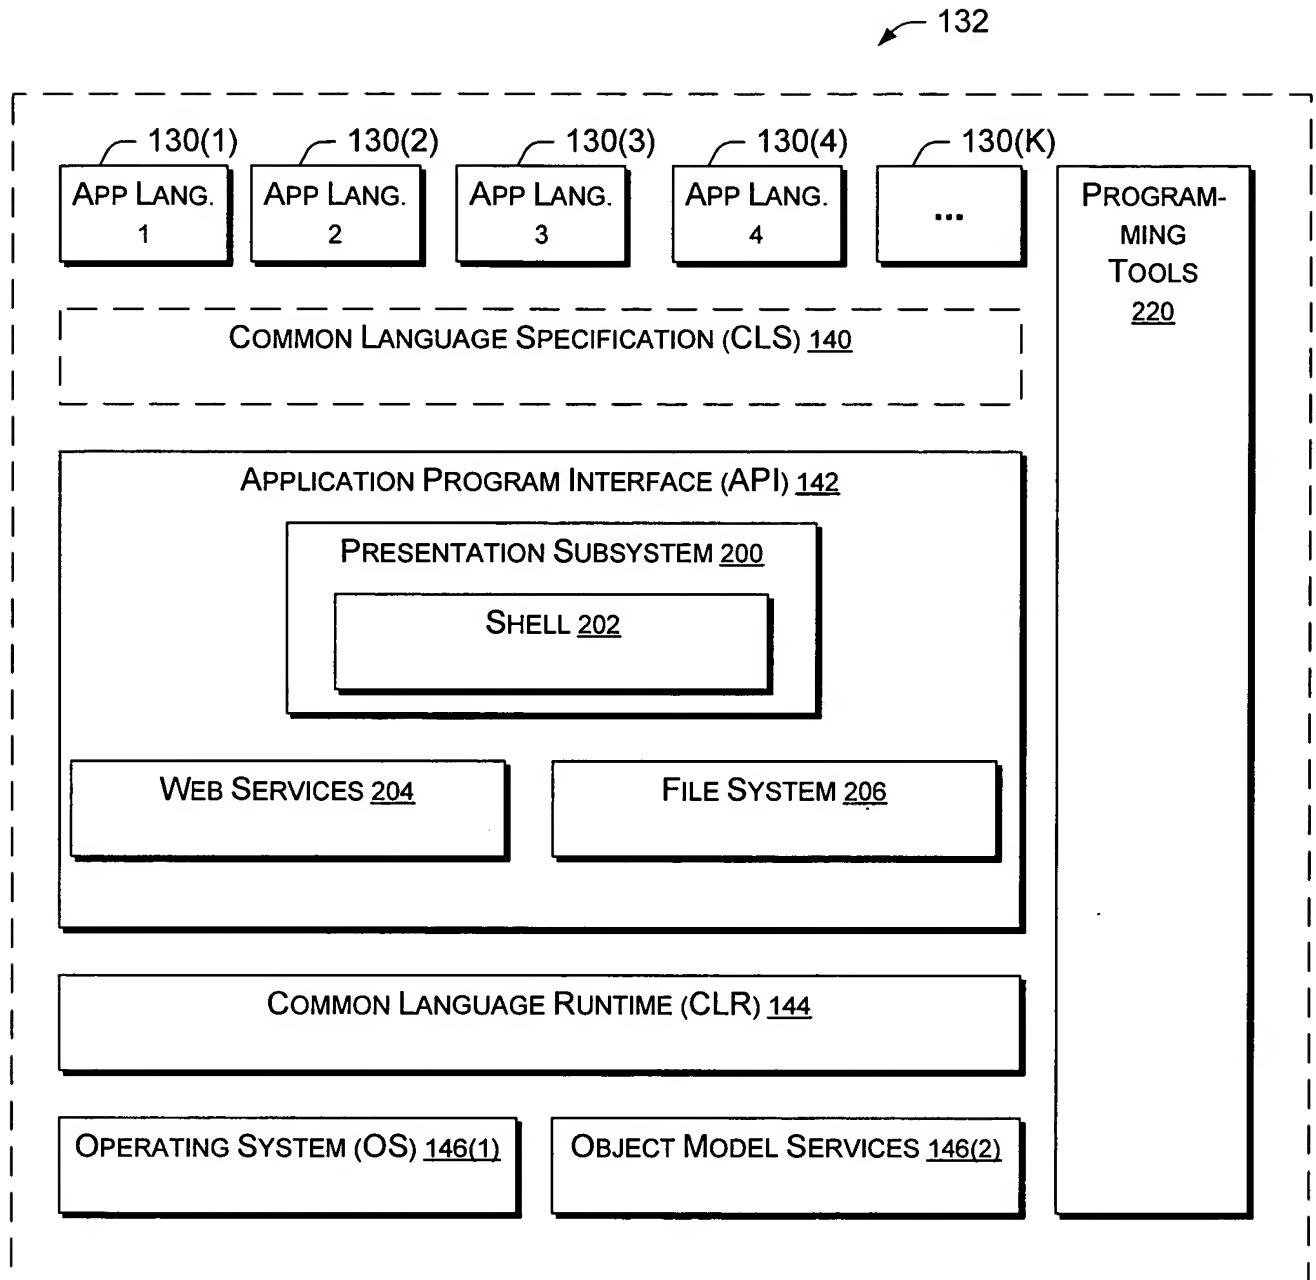 132
130(1) 130(2) 130(3) 130(4) 130(K)
APP LANG.
1
APP LANG.
2
APP LANG.
3
APP LANG.
4
...
PROGRAM-
MING
TOOLS
220
COMMON LANGUAGE SPECIFICATION (CLS) 140
APPLICATION PROGRAM INTERFACE (API) 142
PRESENTATION SUBSYSTEM 200
SHELL 202
WEB SERVICES 204
FILE SYSTEM 206
COMMON LANGUAGE RUNTIME (CLR) 144
OPERATING SYSTEM (OS) 146(1)
OBJECT MODEL SERVICES 146(2)